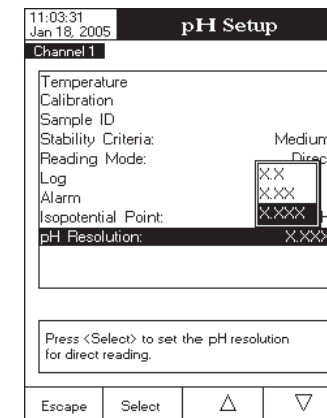 11:03:31
Jan 18, 2005
pH Setup
Channel 1
Temperature
Calibration
Sample ID
Stability Criteria: Medium
Reading Mode:
Log
Alarm
Isopotential Point:
pH Resolution: X.XXX
X.X
X.XX
X.XXX
Press <Select> to set the pH resolution
for direct reading.
Escape Select △ ▽